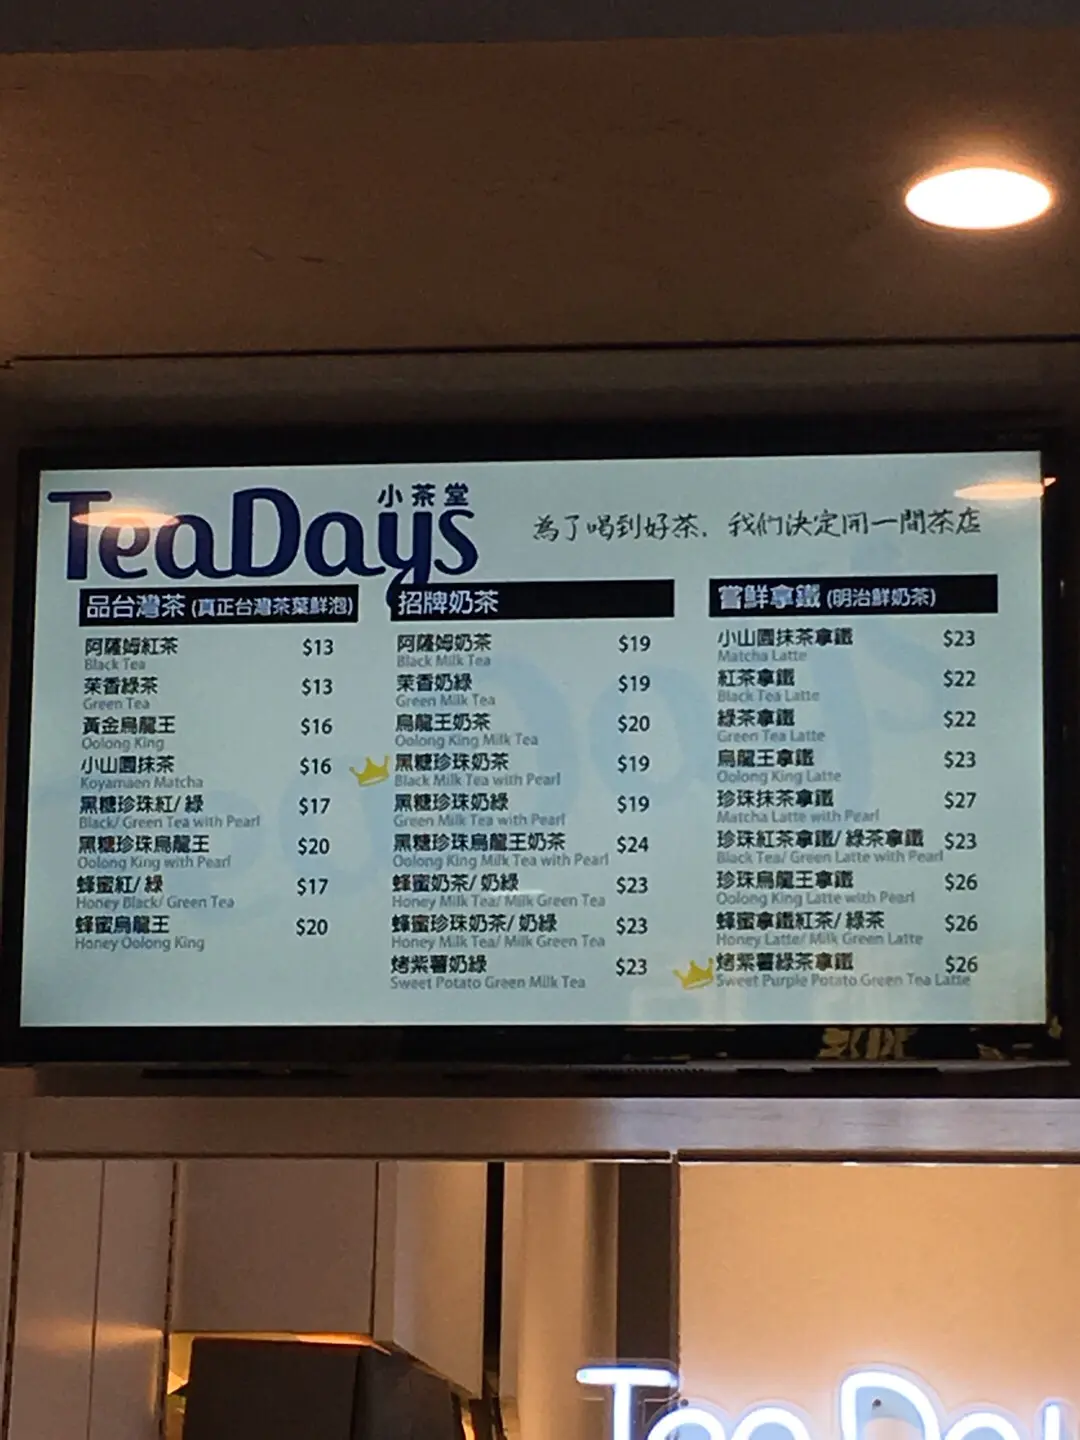 小茶堂
TeaDays
為了喝到好茶，我們決定開一間茶店
品台灣茶 (真正台灣茶葉鮮泡)
阿薩姆紅茶 $13
Black Tea
茉香綠茶 $13
Green Tea
黃金烏龍王 $16
Oolong King
小山園抹茶 $16
Koyamaen Matcha
黑糖珍珠紅/ 綠 $17
Black/ Green Tea with Pearl
黑糖珍珠烏龍王 $20
Oolong King with Pearl
蜂蜜紅/ 綠 $17
Honey Black/ Green Tea
蜂蜜烏龍王 $20
Honey Oolong King
招牌奶茶
阿薩姆奶茶 $19
Black Milk Tea
茉香奶綠 $19
Green Milk Tea
烏龍王奶茶 $20
Oolong King Milk Tea
黑糖珍珠奶茶 $19
Black Milk Tea with Pearl
黑糖珍珠奶綠 $19
Green Milk Tea with Pearl
黑糖珍珠烏龍王奶茶 $24
Oolong King Milk Tea with Pearl
蜂蜜奶茶/ 奶綠 $23
Honey Milk Tea/ Milk Green Tea
蜂蜜珍珠奶茶/ 奶綠 $23
Honey Milk Tea/ Milk Green Tea
烤紫薯奶綠 $23
Sweet Potato Green Milk Tea
嘗鮮拿鐵 (明治鮮奶茶)
小山園抹茶拿鐵 $23
Matcha Latte
紅茶拿鐵 $22
Black Tea Latte
綠茶拿鐵 $22
Green Tea Latte
烏龍王拿鐵 $23
Oolong King Latte
珍珠抹茶拿鐵 $27
Matcha Latte with Pearl
珍珠紅茶拿鐵/ 綠茶拿鐵 $23
Black Tea/ Green Latte with Pearl
珍珠烏龍王拿鐵 $26
Oolong King Latte with Pearl
蜂蜜拿鐵紅茶/ 綠茶 $26
Honey Latte/ Milk Green Latte
烤紫薯綠茶拿鐵 $26
Sweet Purple Potato Green Tea Latte
Tea Day